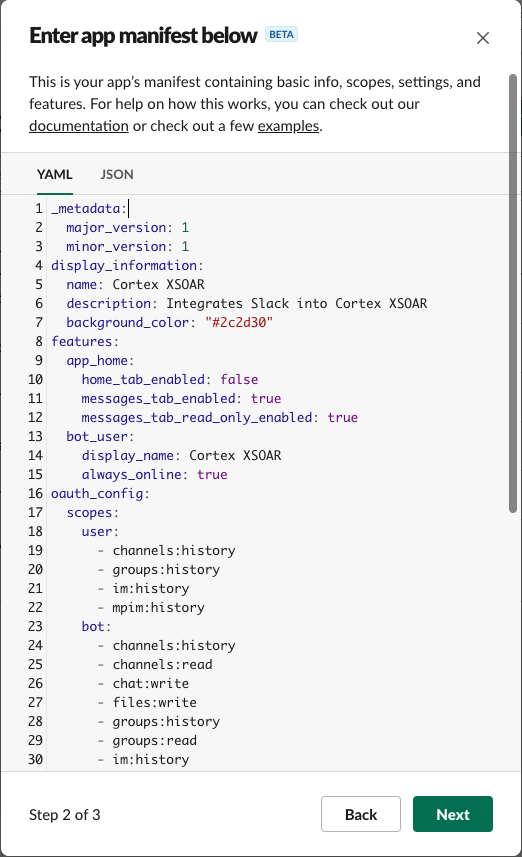 Enter app manifest below BETA
This is your app's manifest containing basic info, scopes, settings, and
features. For help on how this works, you can check out our
documentation or check out a few examples.
YAML JSON
1 _metadata:
2   major_version: 1
3   minor_version: 1
4 display_information:
5   name: Cortex XSOAR
6   description: Integrates Slack into Cortex XSOAR
7   background_color: "#2c2d30"
8 features:
9   app_home:
10     home_tab_enabled: false
11     messages_tab_enabled: true
12     messages_tab_read_only_enabled: true
13   bot_user:
14     display_name: Cortex XSOAR
15     always_online: true
16 oauth_config:
17   scopes:
18     user:
19       - channels:history
20       - groups:history
21       - im:history
22       - mpim:history
23     bot:
24       - channels:history
25       - channels:read
26       - chat:write
27       - files:write
28       - groups:history
29       - groups:read
30       - im:history
Step 2 of 3 Back Next